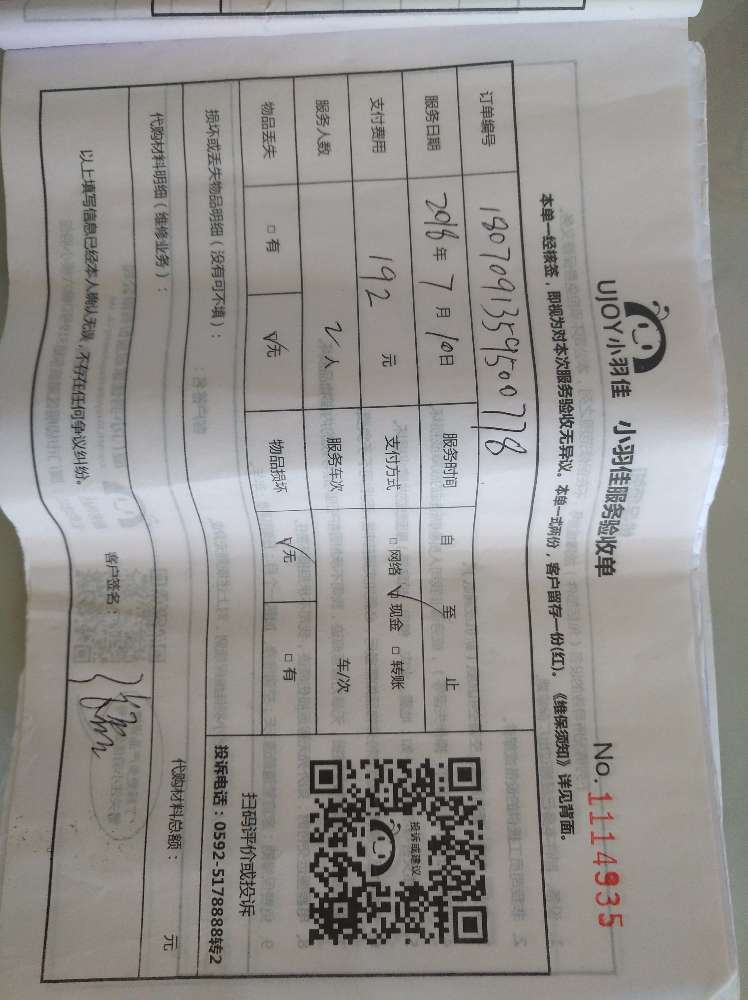 UJOY小羽佳 小羽佳服务验收单
No.1114935
本单一经核签，即视为对本次服务验收无异议。本单一式两份，客户留存一份(红)。《维保须知》详见背面。
订单编号 180709135950077 8
服务日期 2018年 7 月 10日 服务时间 自 至 止
支付费用 192 元 支付方式 □ 网络 ☑ 现金 □ 转账
服务人数 2 人 服务车次 车/次
物品丢失 □ 有 ☑无 物品损坏 ☑无 □ 有
投诉或建议
扫码评价或投诉
投诉电话：0592-5178888转2
损坏或丢失物品明细（没有可不填）：
代购材料明细（维修业务）：
代购材料总额： 元
以上填写信息已经本人确认无误，不存在任何争议纠纷。 客户签名：